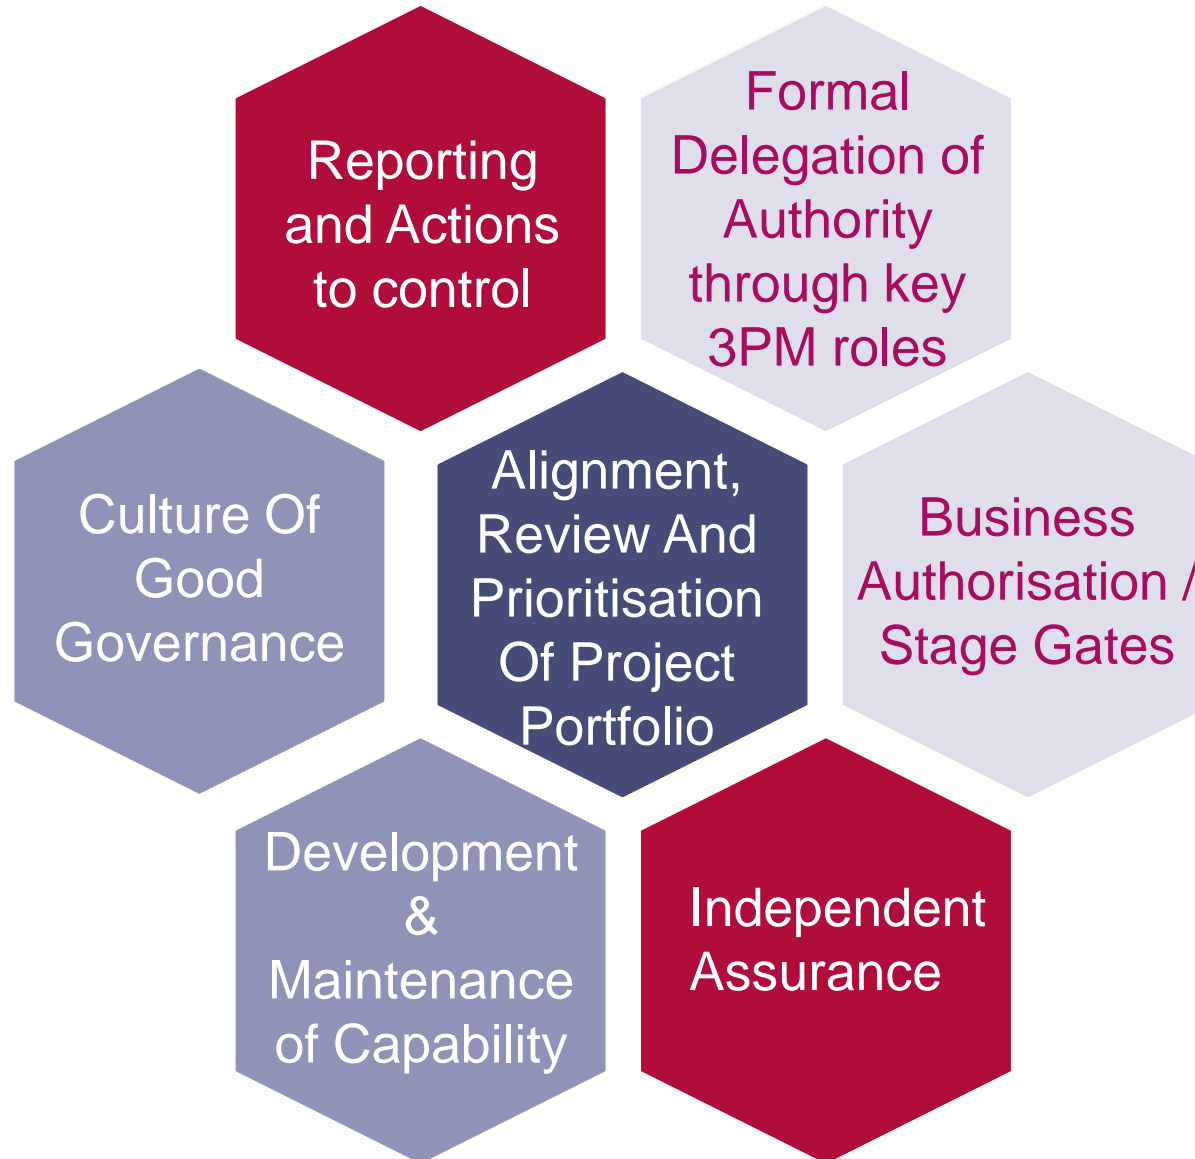 Reporting
and Actions
to control
Formal
Delegation of
Authority
through key
3PM roles
Culture Of
Good
Governance
Alignment,
Review And
Prioritisation
Of Project
Portfolio
Business
Authorisation /
Stage Gates
Development
&
Maintenance
of Capability
Independent
Assurance